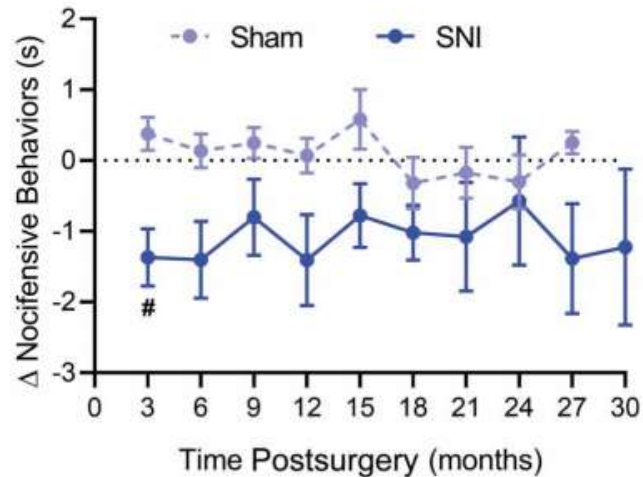 Sham SNI
2
1
0
-1
-2
-3
Δ Nocifensive Behaviors (s)
#
0 3 6 9 12 15 18 21 24 27 30
Time Postsurgery (months)